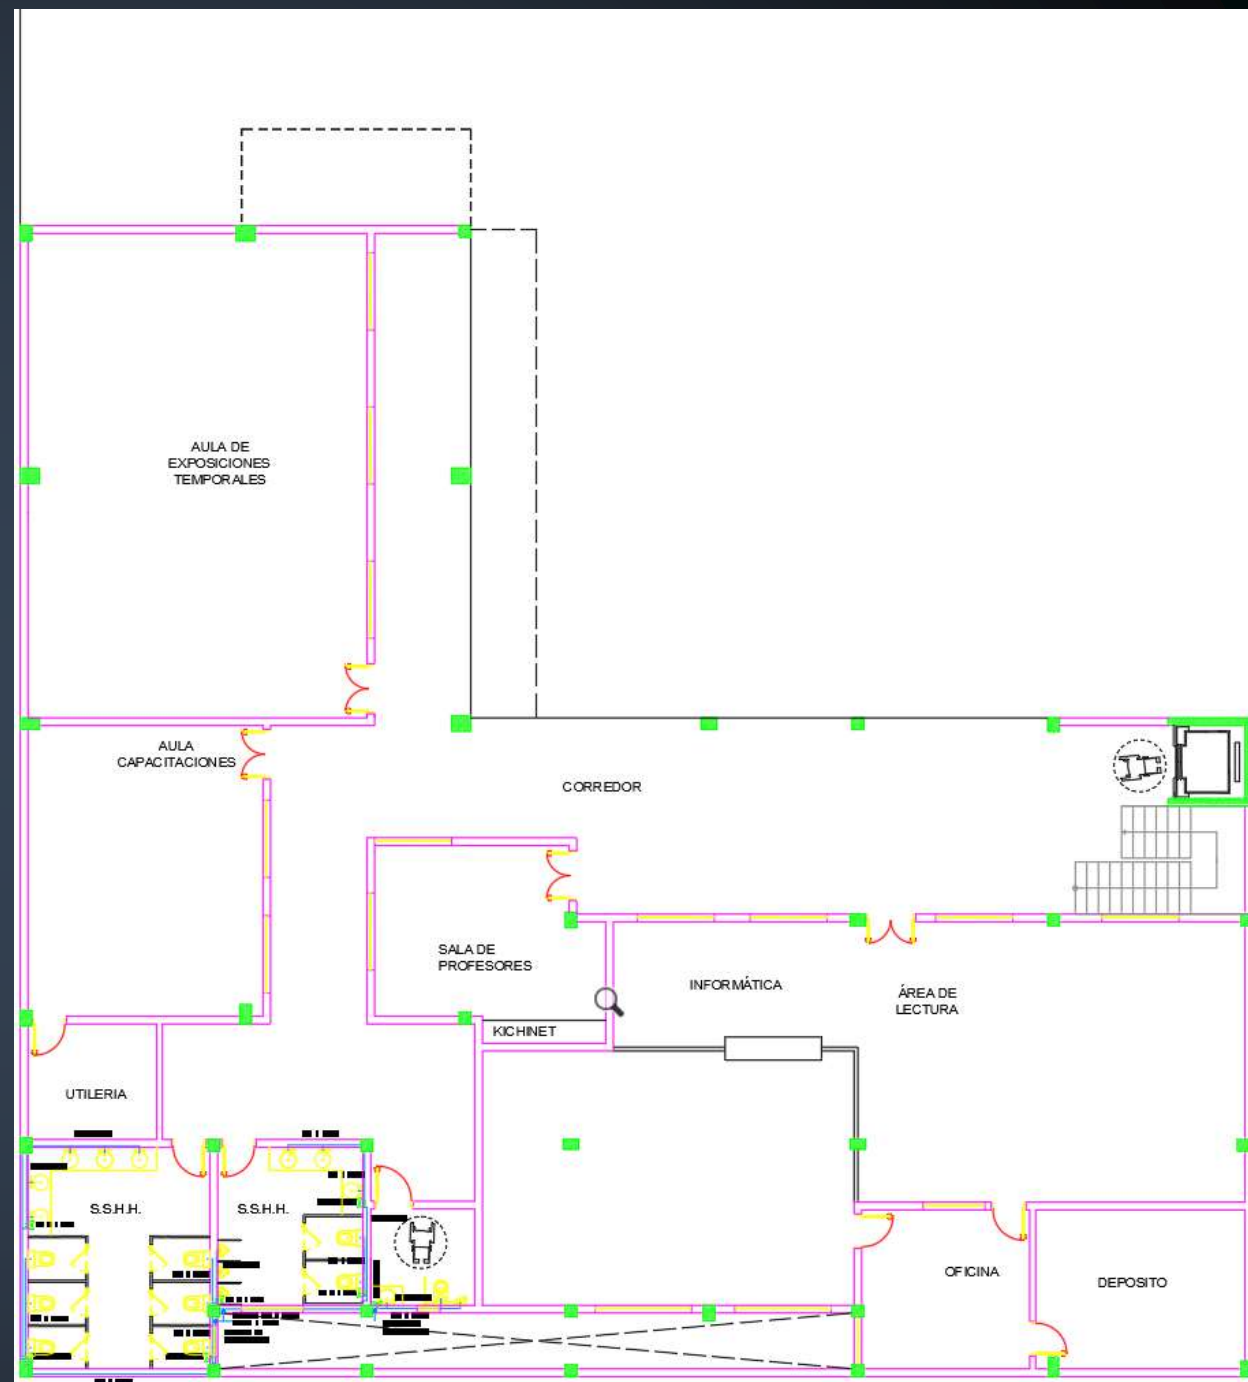 AULA DE
EXPOSICIONES
TEMPORALES
AULA
CAPACITACIONES
CORREDOR
SALA DE
PROFESORES
INFORMÁTICA
ÁREA DE
LECTURA
KICHINET
UTILERIA
S.S.H.H.
S.S.H.H.
OFICINA
DEPOSITO